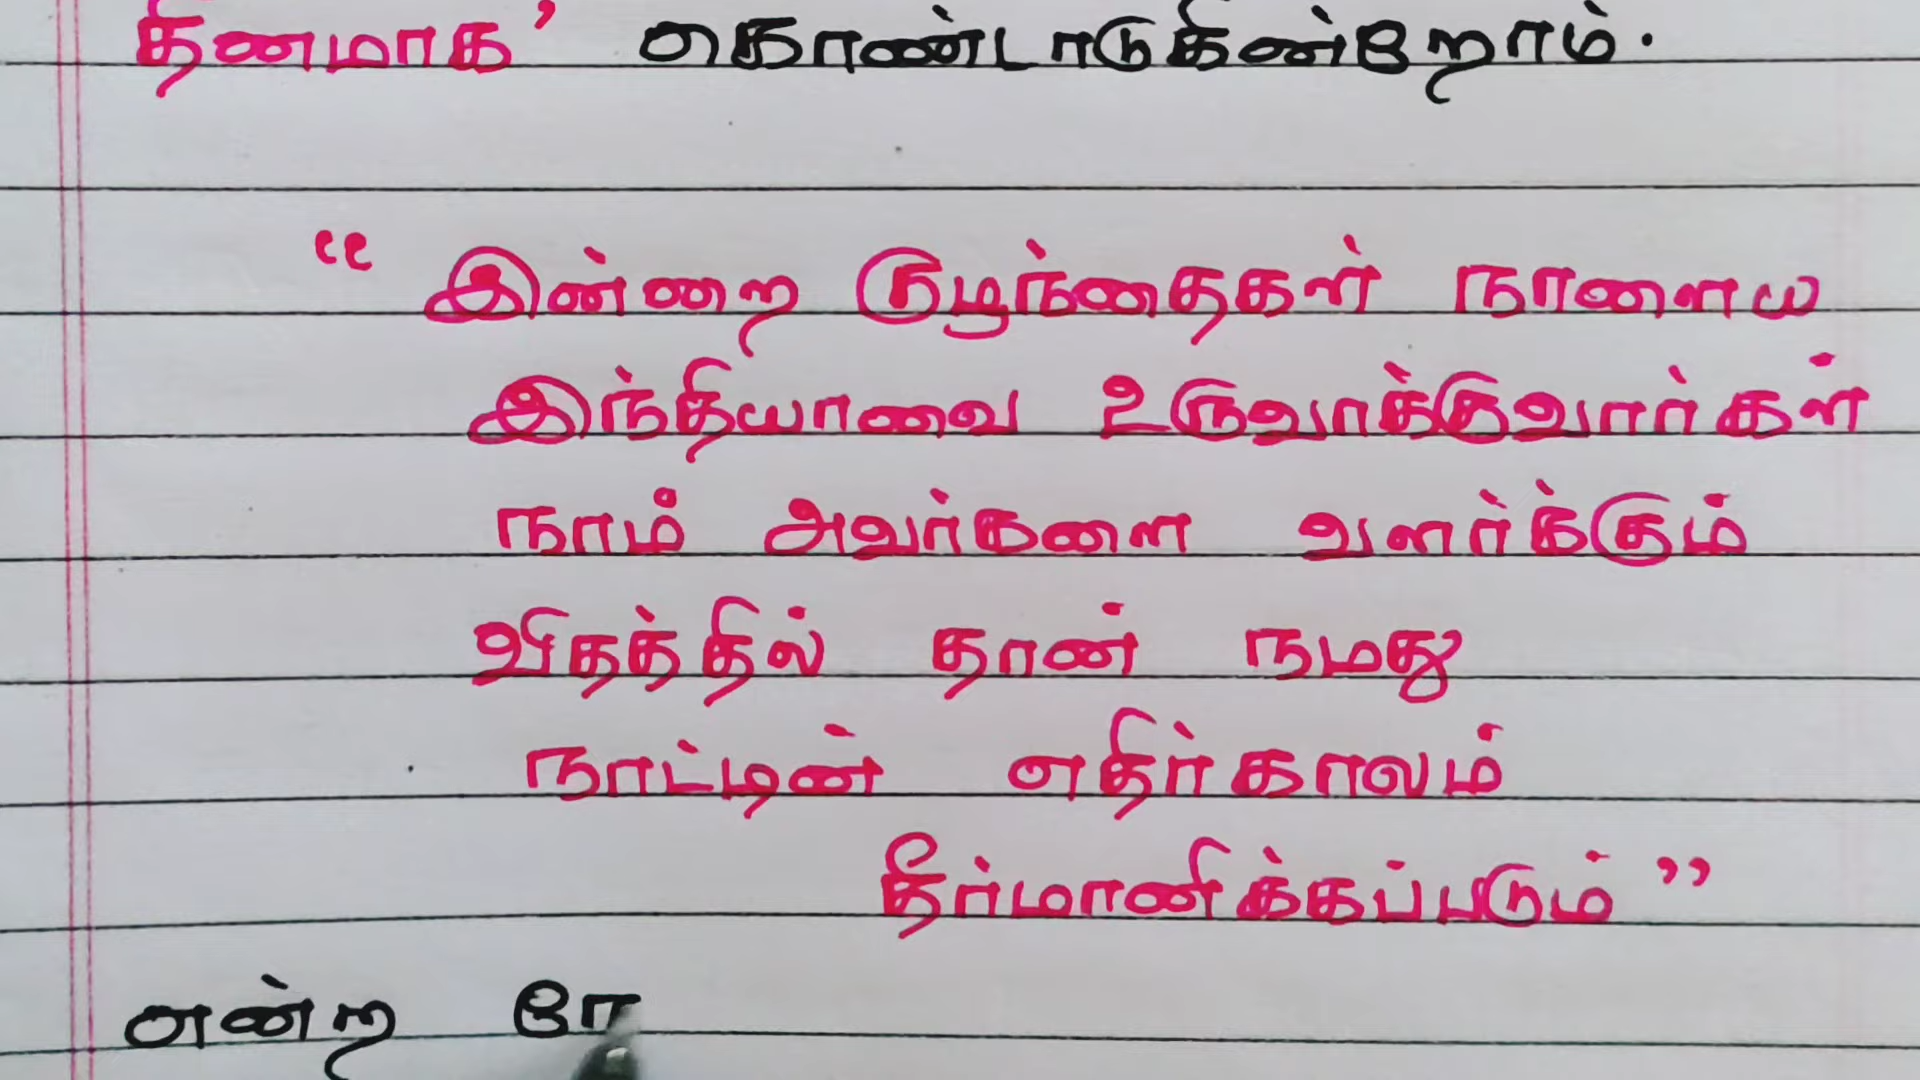 தினமாக’ கொண்டாடுகின்றோம்.
“ இன்றை குழந்தைகள் நாளைய
இந்தியாவை உருவாக்குவார்கள்
நாம் அவர்களை வளர்க்கும்
விதத்தில் தான் நமது
நாட்டின் எதிர்காலம்
தீர்மானிக்கப்படும் ”
என்ற